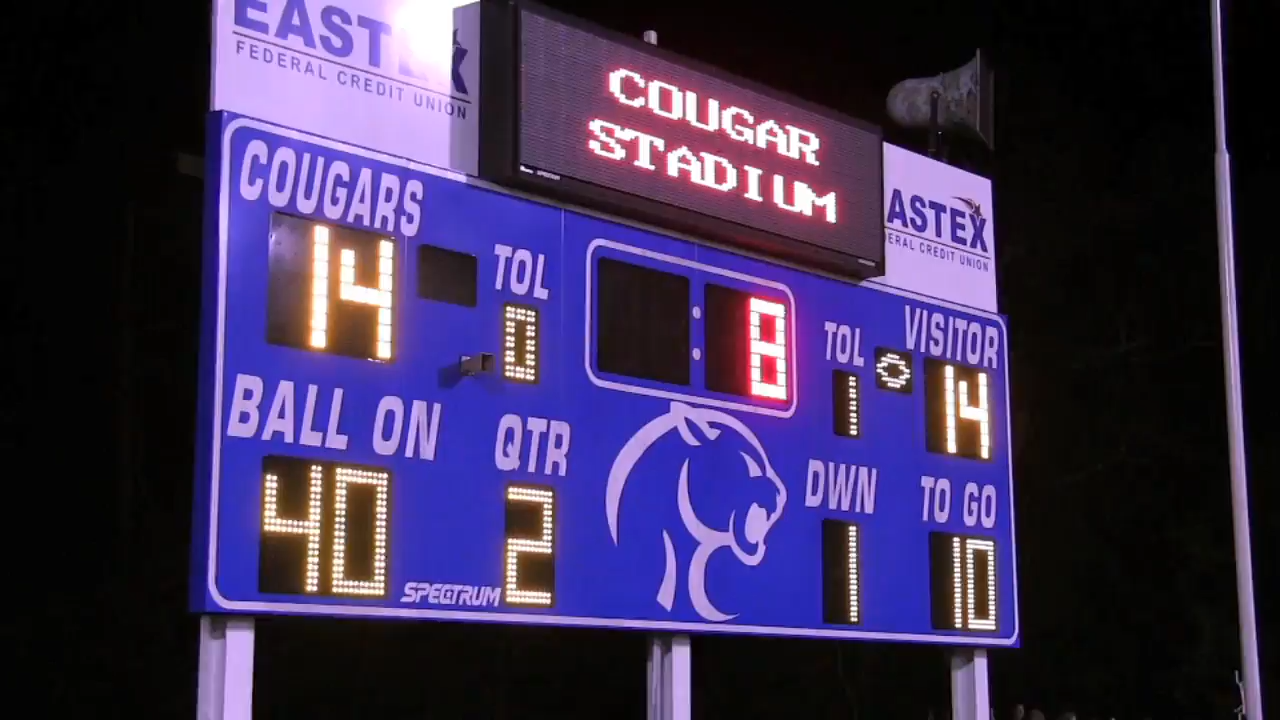 EASTEX
FEDERAL CREDIT UNION
COUGAR
STADIUM
ASTEX
ERAL CREDIT UNION
COUGARS
14
TOL
0
: 8
TOL
1
VISITOR
14
BALL ON
40
QTR
2
DWN
1
TO GO
10
SPECTRUM